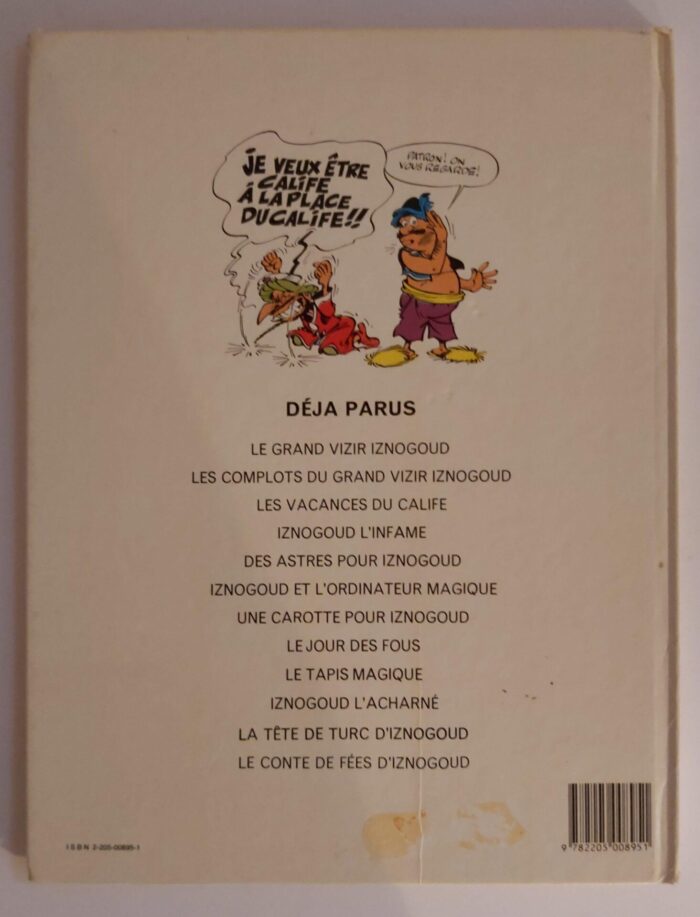 JE VEUX ÊTRE
CALIFE
À LA PLACE
DU CALIFE!!
PATRON! ON
VOUS REGARDE!
DÉJA PARUS
LE GRAND VIZIR IZNOGOUD
LES COMPLOTS DU GRAND VIZIR IZNOGOUD
LES VACANCES DU CALIFE
IZNOGOUD L'INFAME
DES ASTRES POUR IZNOGOUD
IZNOGOUD ET L'ORDINATEUR MAGIQUE
UNE CAROTTE POUR IZNOGOUD
LE JOUR DES FOUS
LE TAPIS MAGIQUE
IZNOGOUD L'ACHARNÉ
LA TÊTE DE TURC D'IZNOGOUD
LE CONTE DE FÉES D'IZNOGOUD
ISBN 2-205-00895-1
9 782205 008951